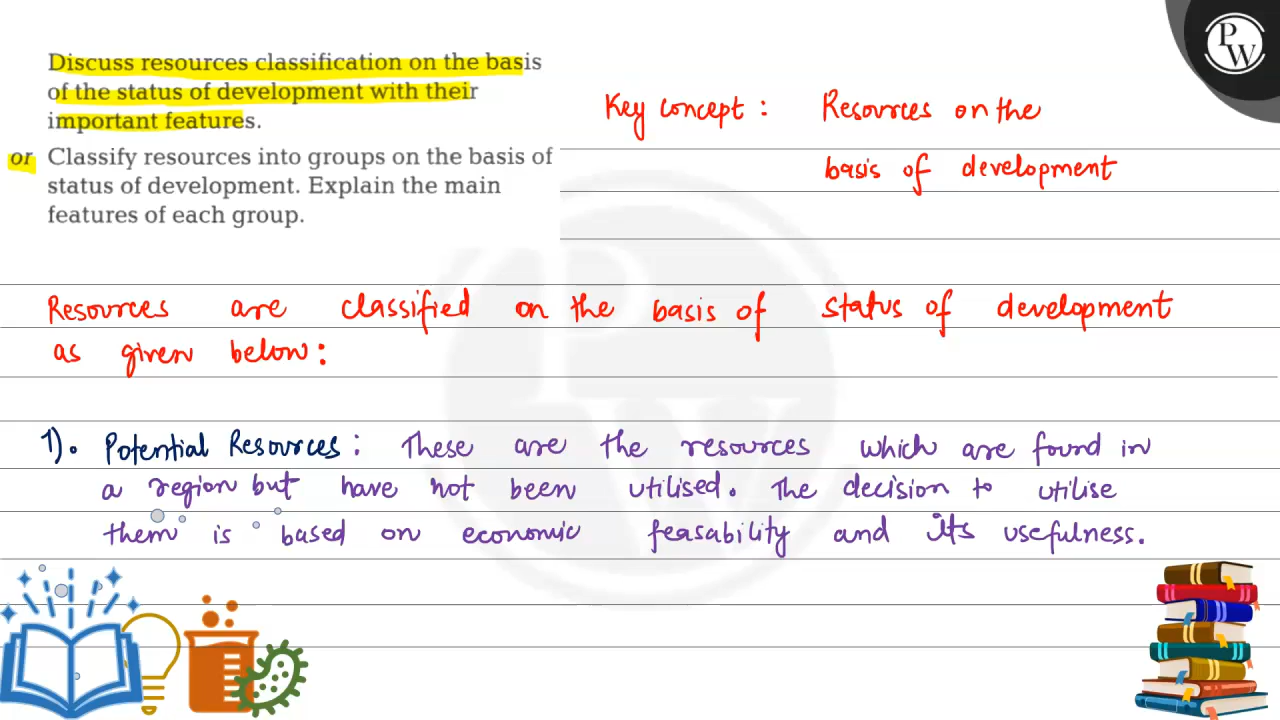 Discuss resources classification on the basis
of the status of development with their
important features.
or Classify resources into groups on the basis of
status of development. Explain the main
features of each group.
Key concept : Resources on the
basis of development
PW
Resources are classified on the basis of status of development
as given below:
1). Potential Resources: These are the resources which are found in
a region but have not been utilised. The decision to utilise
them is based on economic feasability and its usefulness.